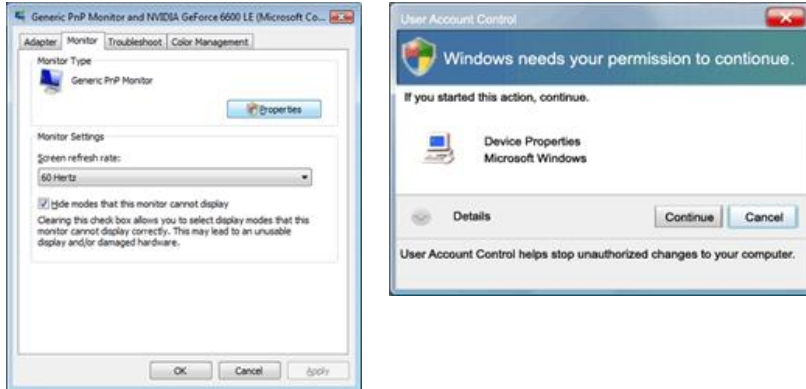 Generic PnP Monitor and NVIDIA GeForce 6600 LE (Microsoft Co...
Adapter Monitor Troubleshoot Color Management
Monitor Type
Generic PnP Monitor
Properties
Monitor Settings
Screen refresh rate:
60 Hertz
Hide modes that this monitor cannot display
Clearing this check box allows you to select display modes that this
monitor cannot display correctly. This may lead to an unusable
display and/or damaged hardware.
OK Cancel Apply
User Account Control
Windows needs your permission to contionue.
If you started this action, continue.
Device Properties
Microsoft Windows
Details Continue Cancel
User Account Control helps stop unauthorized changes to your computer.